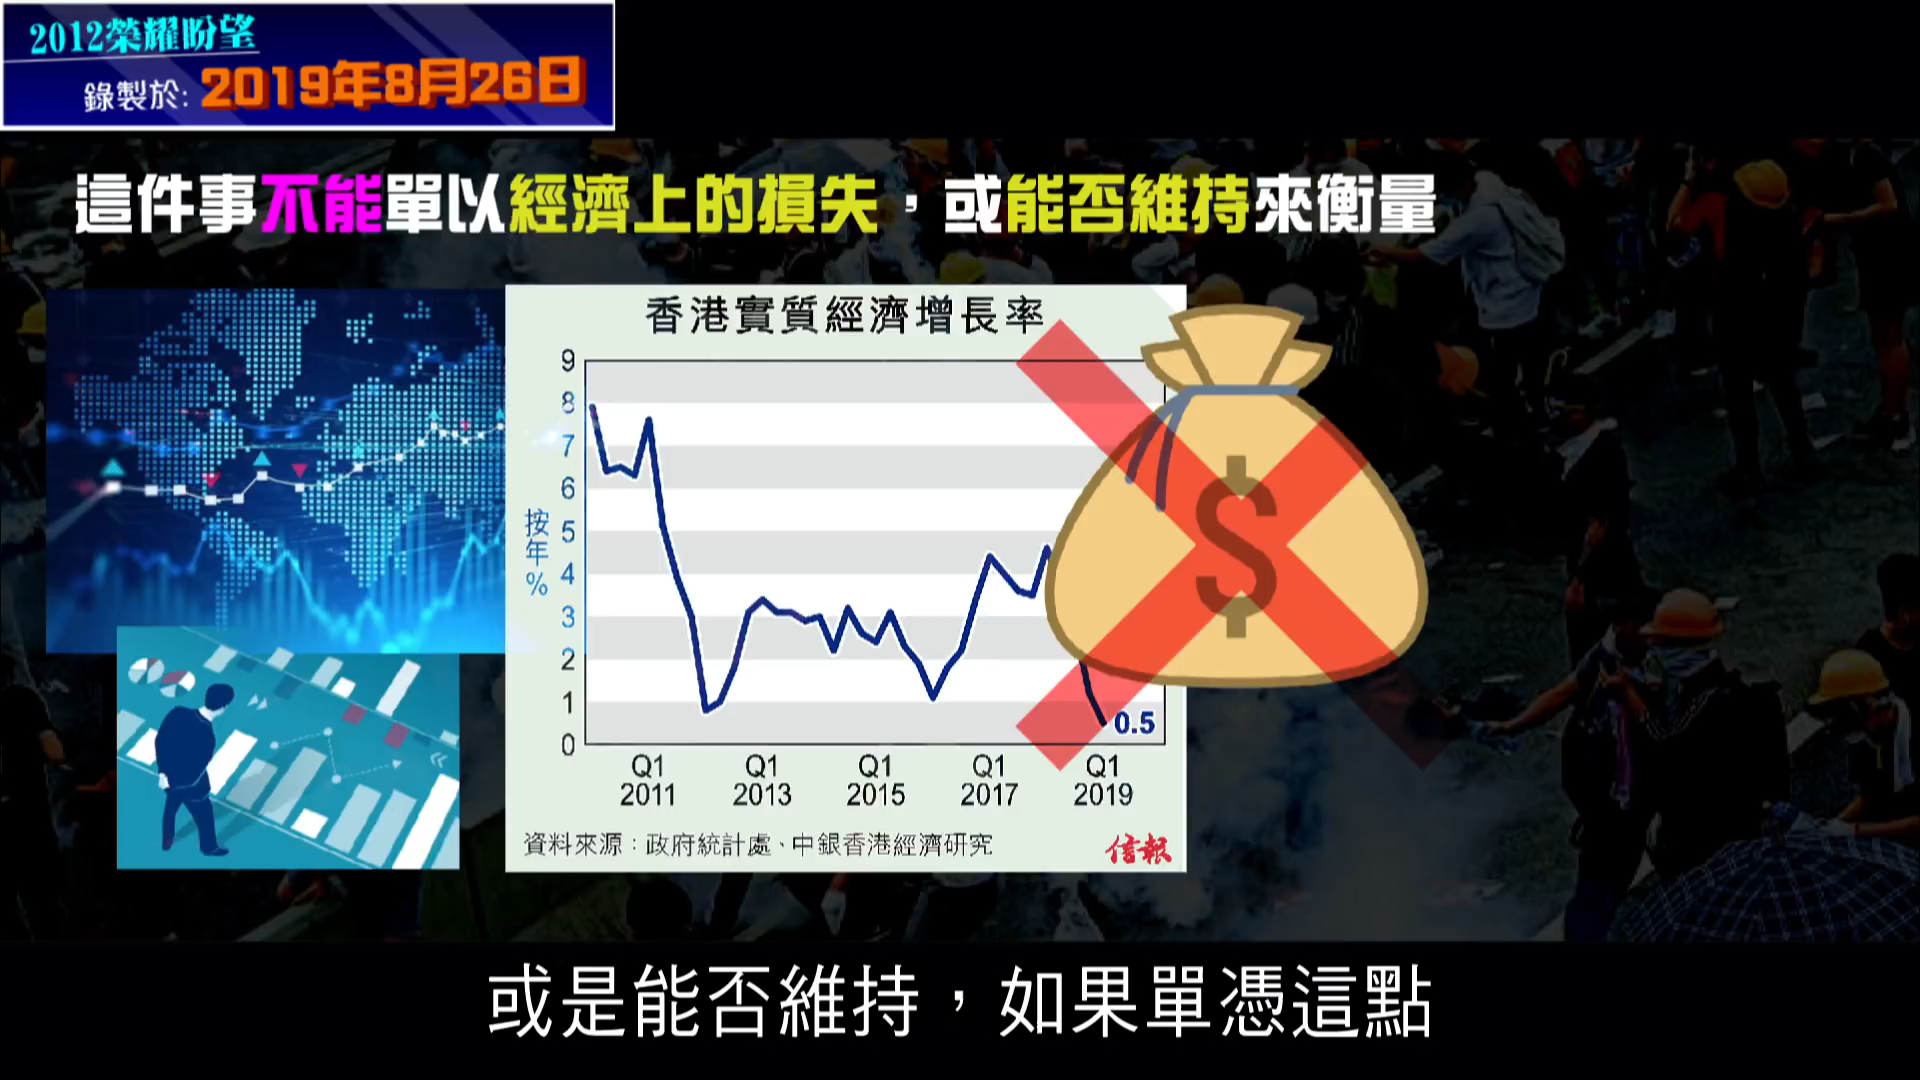 2012榮耀盼望
錄製於: 2019年8月26日
這件事不能單以經濟上的損失，或能否維持來衡量
香港實質經濟增長率
按年%
9
8
7
6
5
4
3
2
1
0
0.5
Q1 Q1 Q1 Q1 Q1
2011 2013 2015 2017 2019
資料來源：政府統計處、中銀香港經濟研究
信報
$
或是能否維持，如果單憑這點